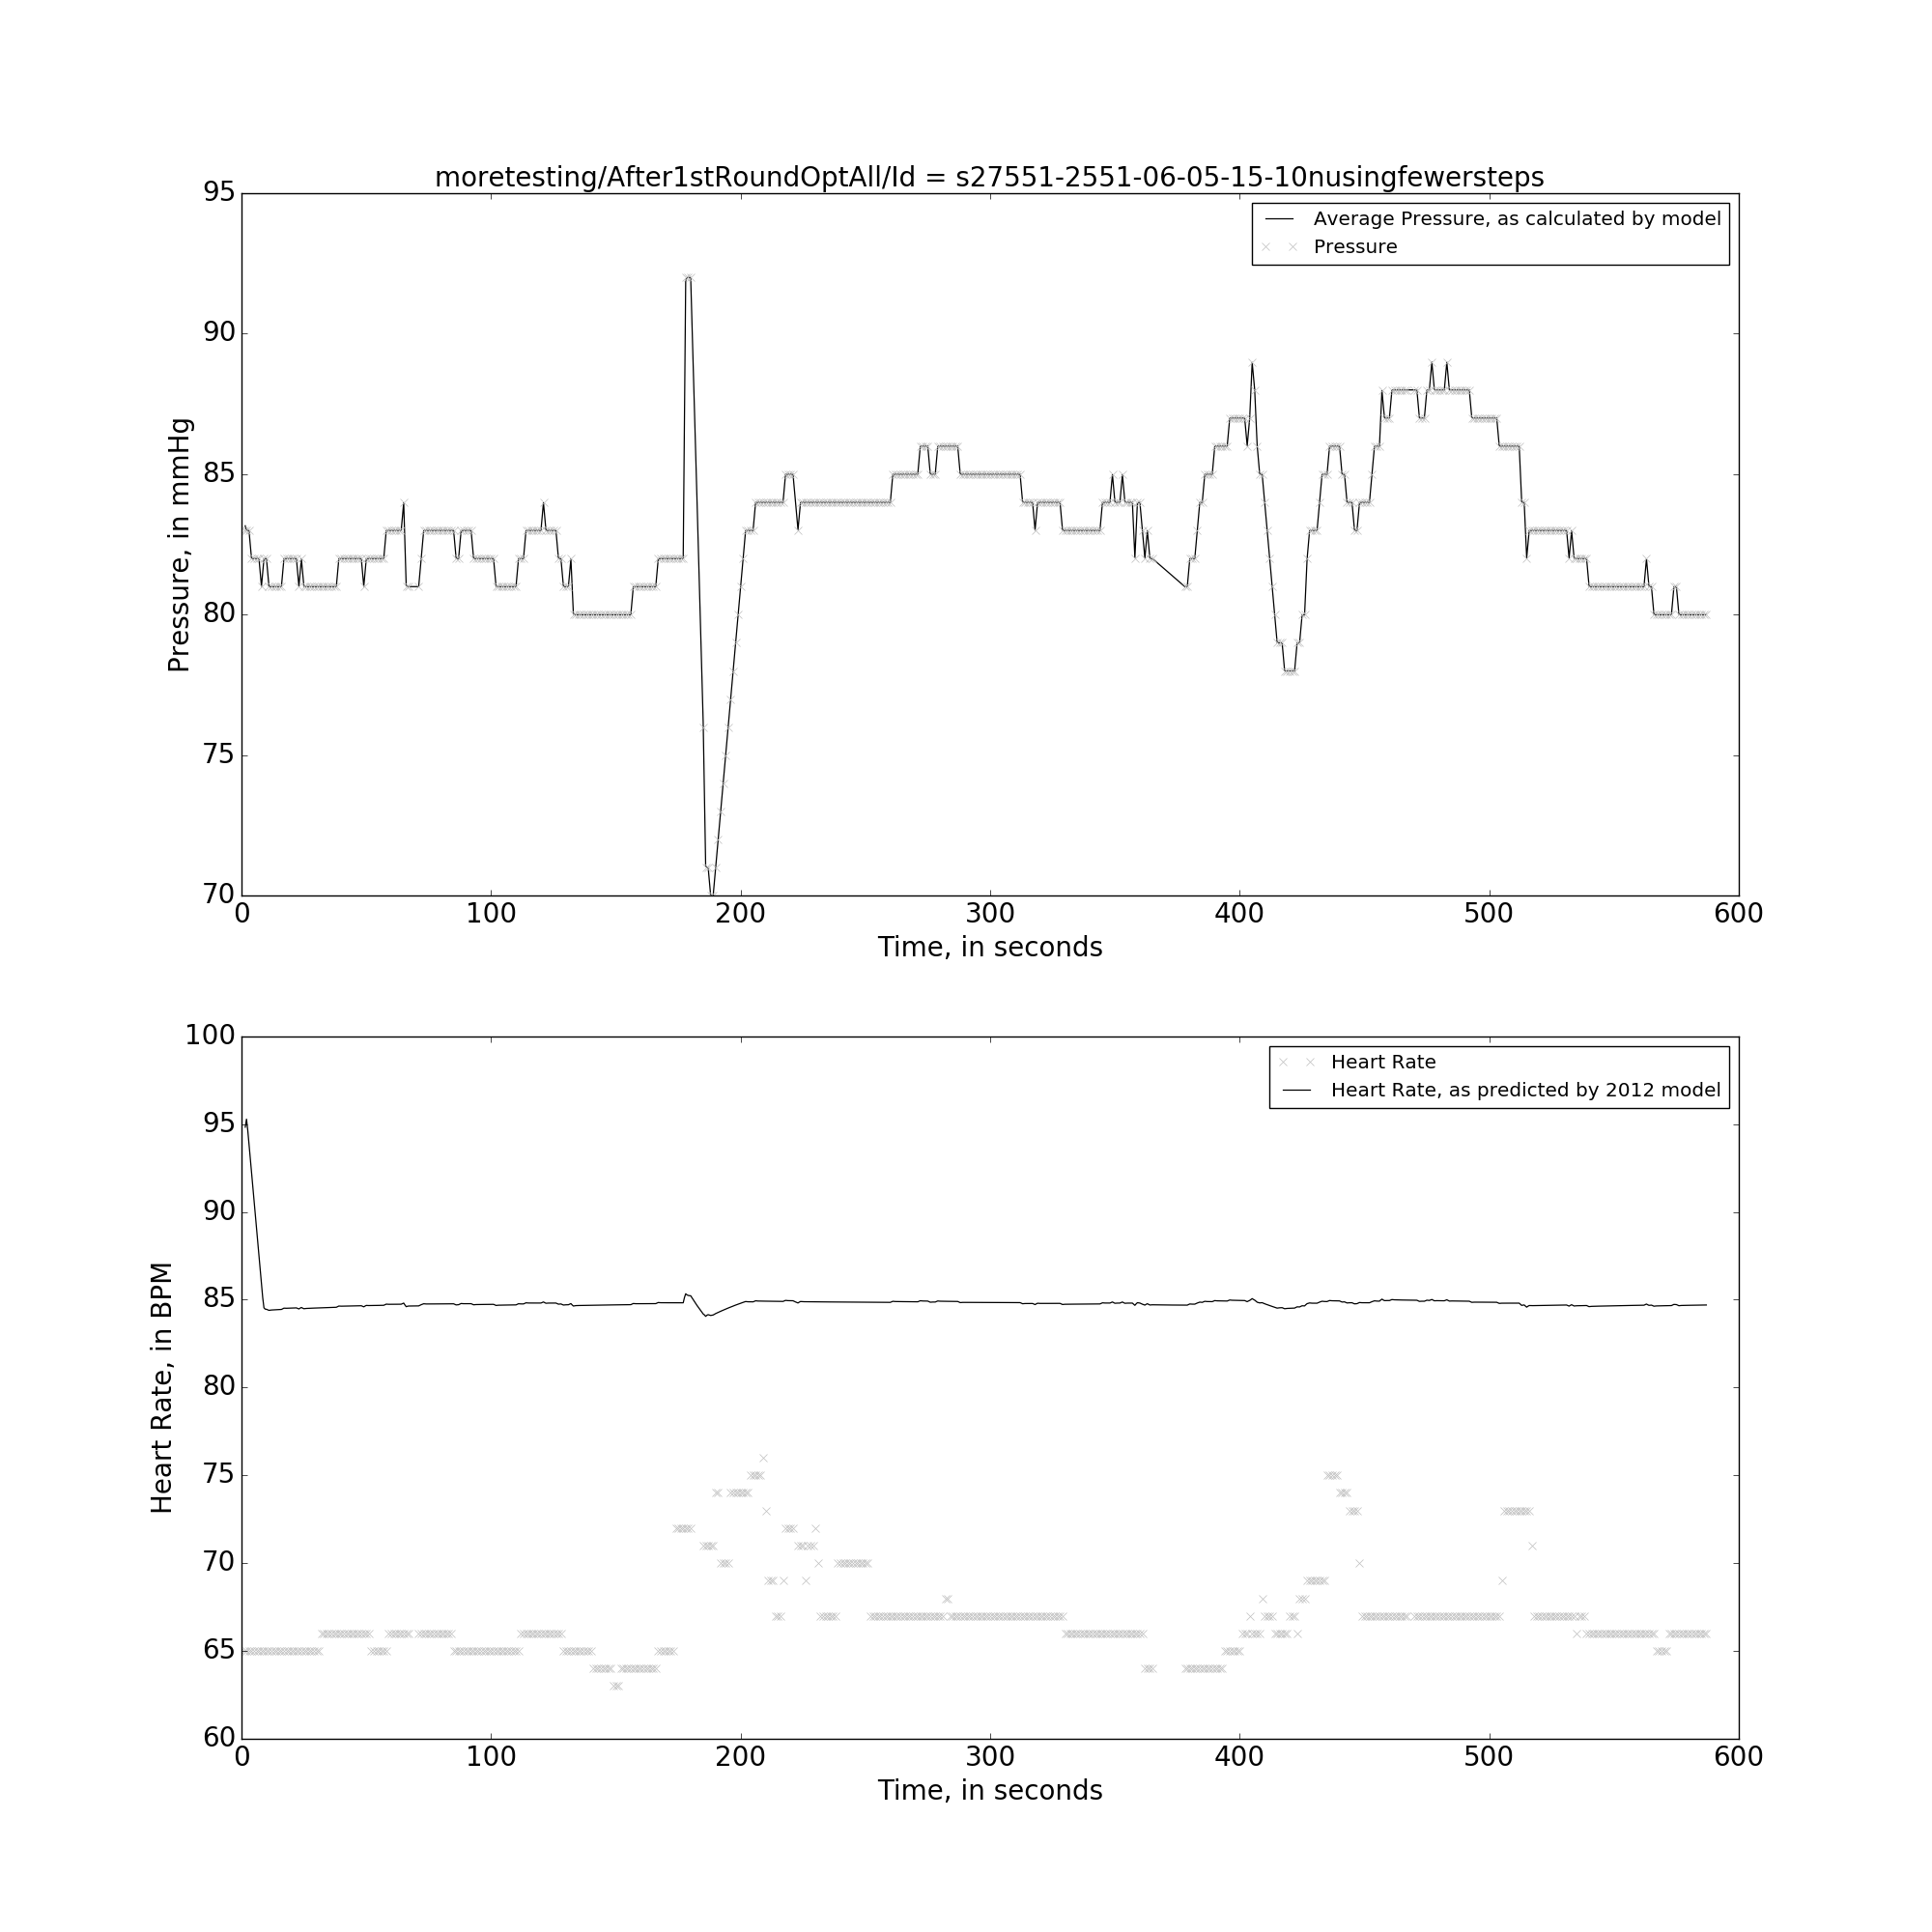 moretesting/After1stRoundOptAll/Id = s27551-2551-06-05-15-10nusingfewersteps
Average Pressure, as calculated by model
Pressure
95
90
85
80
75
70
Pressure, in mmHg
0 100 200 300 400 500 600
Time, in seconds
Heart Rate
Heart Rate, as predicted by 2012 model
100
95
90
85
80
75
70
65
60
Heart Rate, in BPM
0 100 200 300 400 500 600
Time, in seconds